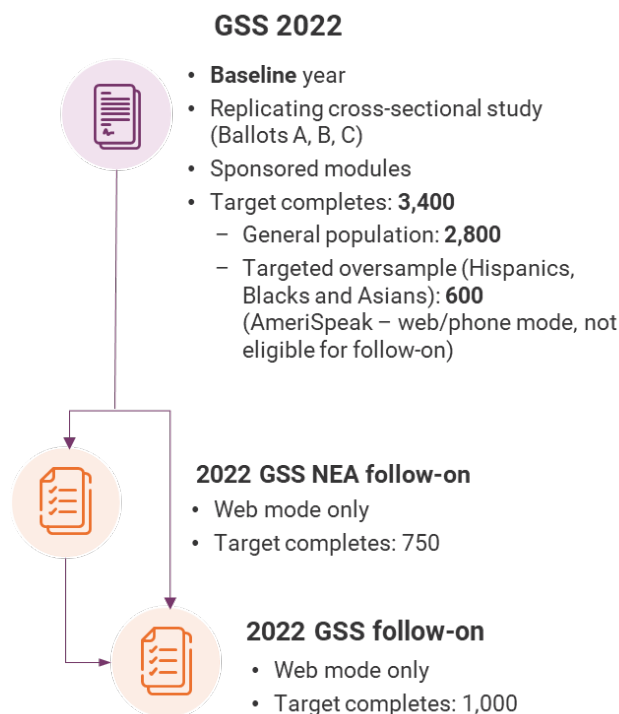 GSS 2022
• Baseline year
• Replicating cross-sectional study
(Ballots A, B, C)
• Sponsored modules
• Target completes: 3,400
– General population: 2,800
– Targeted oversample (Hispanics,
Blacks and Asians): 600
(AmeriSpeak – web/phone mode, not
eligible for follow-on)
2022 GSS NEA follow-on
• Web mode only
• Target completes: 750
2022 GSS follow-on
• Web mode only
• Target completes: 1,000